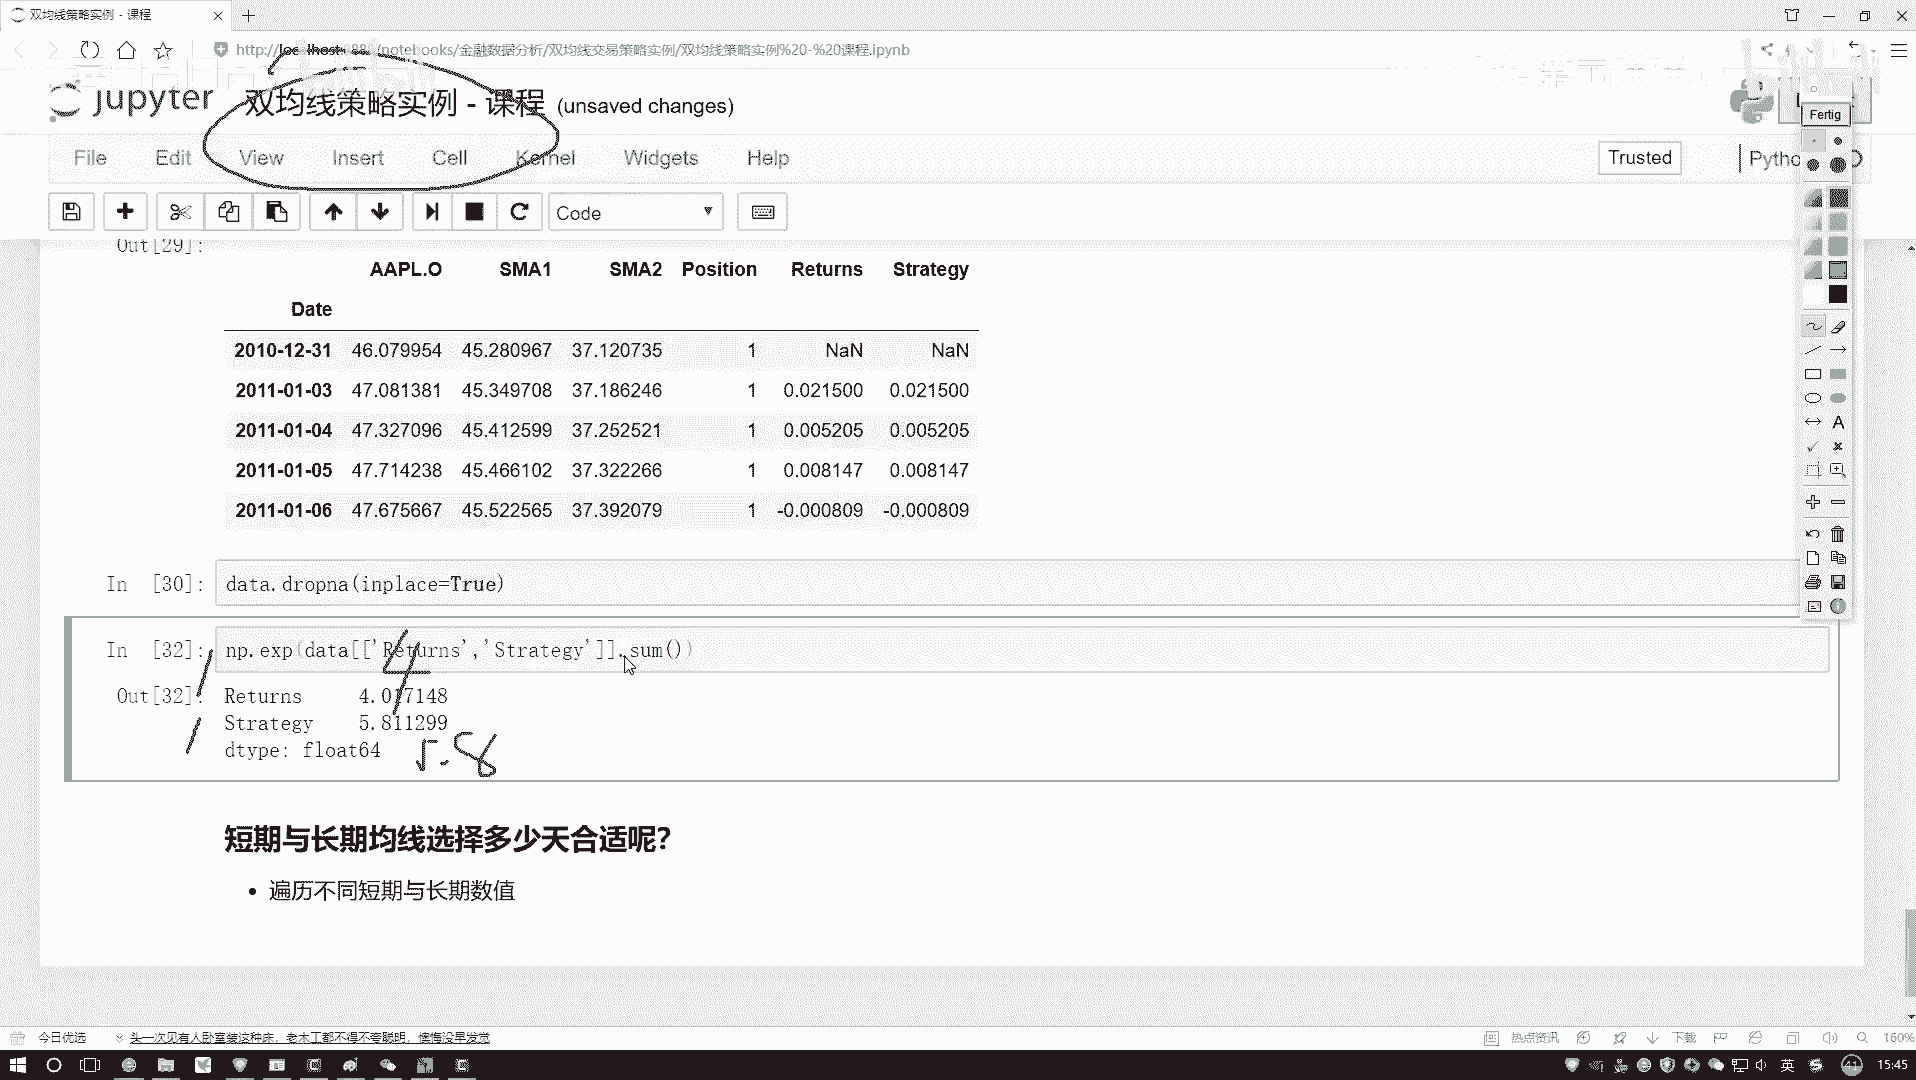 双均线策略实例 - 课程
http://localhost:8888/notebooks/金融数据分析/双均线交易策略实例/双均线策略实例%20-%20课程.ipynb
jupyter 双均线策略实例 - 课程 (unsaved changes)
Fertig
File Edit View Insert Cell Kernel Widgets Help
Trusted
Code
Out[29]:
AAPL.O SMA1 SMA2 Position Returns Strategy
Date
2010-12-31 46.079954 45.280967 37.120735 1 NaN NaN
2011-01-03 47.081381 45.349708 37.186246 1 0.021500 0.021500
2011-01-04 47.327096 45.412599 37.252521 1 0.005205 0.005205
2011-01-05 47.714238 45.466102 37.322266 1 0.008147 0.008147
2011-01-06 47.675667 45.522565 37.392079 1 -0.000809 -0.000809
In [30]: data.dropna(inplace=True)
In [32]: np.exp(data[['Returns','Strategy']].sum())
4
Out[32]: Returns 4.017148
1
Strategy 5.811299
1
dtype: float64
5.8
短期与长期均线选择多少天合适呢?
• 遍历不同短期与长期数值
今日优选 头一次见有人卧室装这种床，老木工都不得不夸聪明，懊悔没早发觉
热点资讯 下载 160%
英 41 15:45